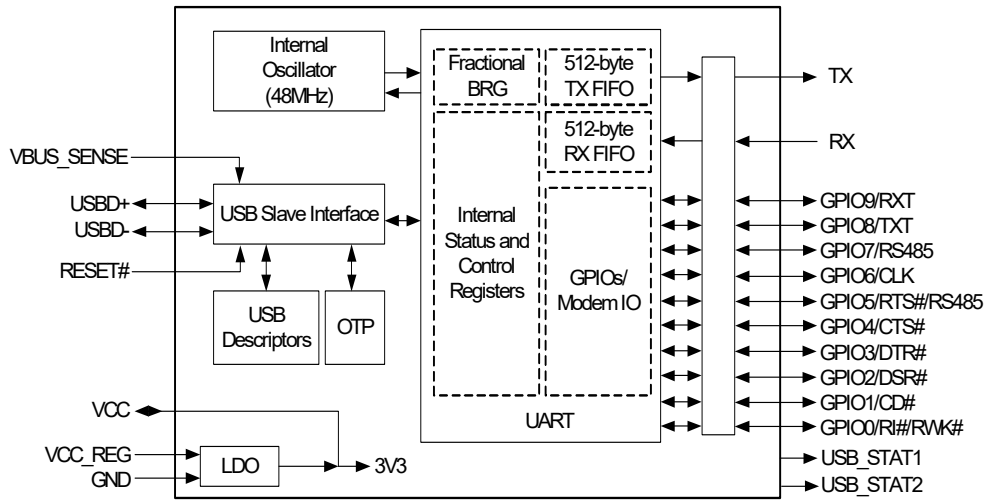 Internal
Oscillator
(48MHz)
Fractional
BRG
512-byte
TX FIFO
512-byte
RX FIFO
TX
RX
VBUS_SENSE
USBD+
USBD-
RESET#
USB Slave Interface
USB
Descriptors
OTP
Internal
Status and
Control
Registers
GPIOs/
Modem IO
UART
GPIO9/RXT
GPIO8/TXT
GPIO7/RS485
GPIO6/CLK
GPIO5/RTS#/RS485
GPIO4/CTS#
GPIO3/DTR#
GPIO2/DSR#
GPIO1/CD#
GPIO0/RI#/RWK#
USB_STAT1
USB_STAT2
VCC
VCC_REG
GND
LDO
3V3